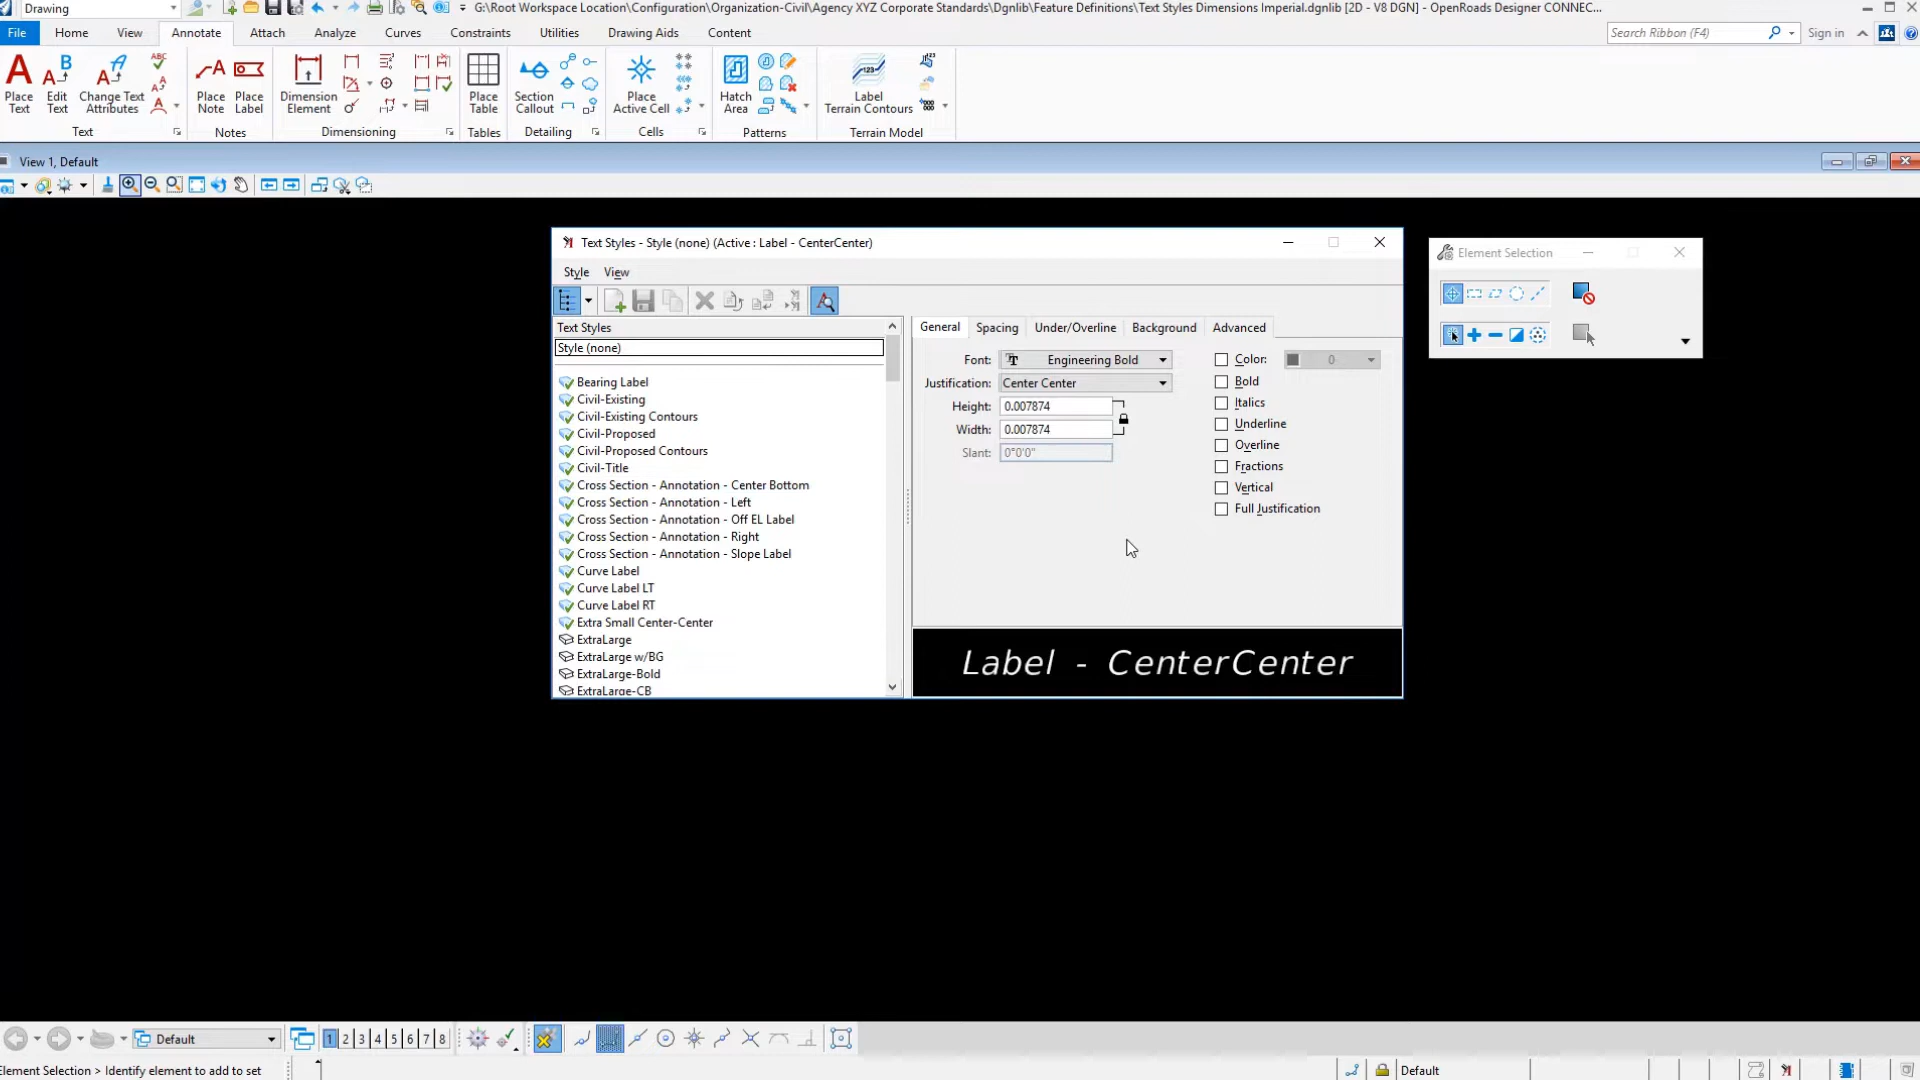 Drawing
G:\Root Workspace Location\Configuration\Organization-Civil\Agency XYZ Corporate Standards\Dgnlib\Feature Definitions\Text Styles Dimensions Imperial.dgnlib [2D - V8 DGN] - OpenRoads Designer CONNEC...
File Home View Annotate Attach Analyze Curves Constraints Utilities Drawing Aids Content
Search Ribbon (F4)
Sign in
Place Text
Edit Text
Change Text Attributes
Place Note
Place Label
Dimension Element
Place Table
Section Callout
Place Active Cell
Hatch Area
Label Terrain Contours
Text Notes Dimensioning Tables Detailing Cells Patterns Terrain Model
View 1, Default
Text Styles - Style (none) (Active : Label - CenterCenter)
Style View
Text Styles
Style (none)
Bearing Label
Civil-Existing
Civil-Existing Contours
Civil-Proposed
Civil-Proposed Contours
Civil-Title
Cross Section - Annotation - Center Bottom
Cross Section - Annotation - Left
Cross Section - Annotation - Off EL Label
Cross Section - Annotation - Right
Cross Section - Annotation - Slope Label
Curve Label
Curve Label LT
Curve Label RT
Extra Small Center-Center
ExtraLarge
ExtraLarge w/BG
ExtraLarge-Bold
ExtraLarge-CB
General Spacing Under/Overline Background Advanced
Font: Engineering Bold
Justification: Center Center
Height: 0.007874
Width: 0.007874
Slant: 0°0'0"
Color: 0
Bold
Italics
Underline
Overline
Fractions
Vertical
Full Justification
Label - CenterCenter
Element Selection
Default
1 2 3 4 5 6 7 8
Element Selection > Identify element to add to set
Default